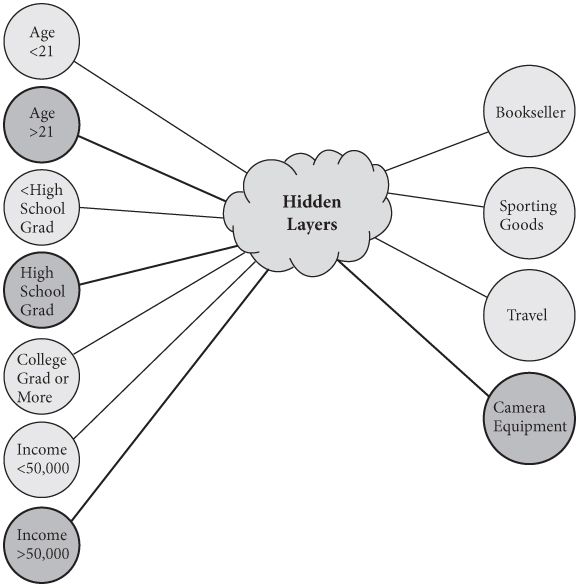 Age
<21
Age
>21
<High
School
Grad
High
School
Grad
College
Grad or
More
Income
<50,000
Income
>50,000
Hidden
Layers
Bookseller
Sporting
Goods
Travel
Camera
Equipment